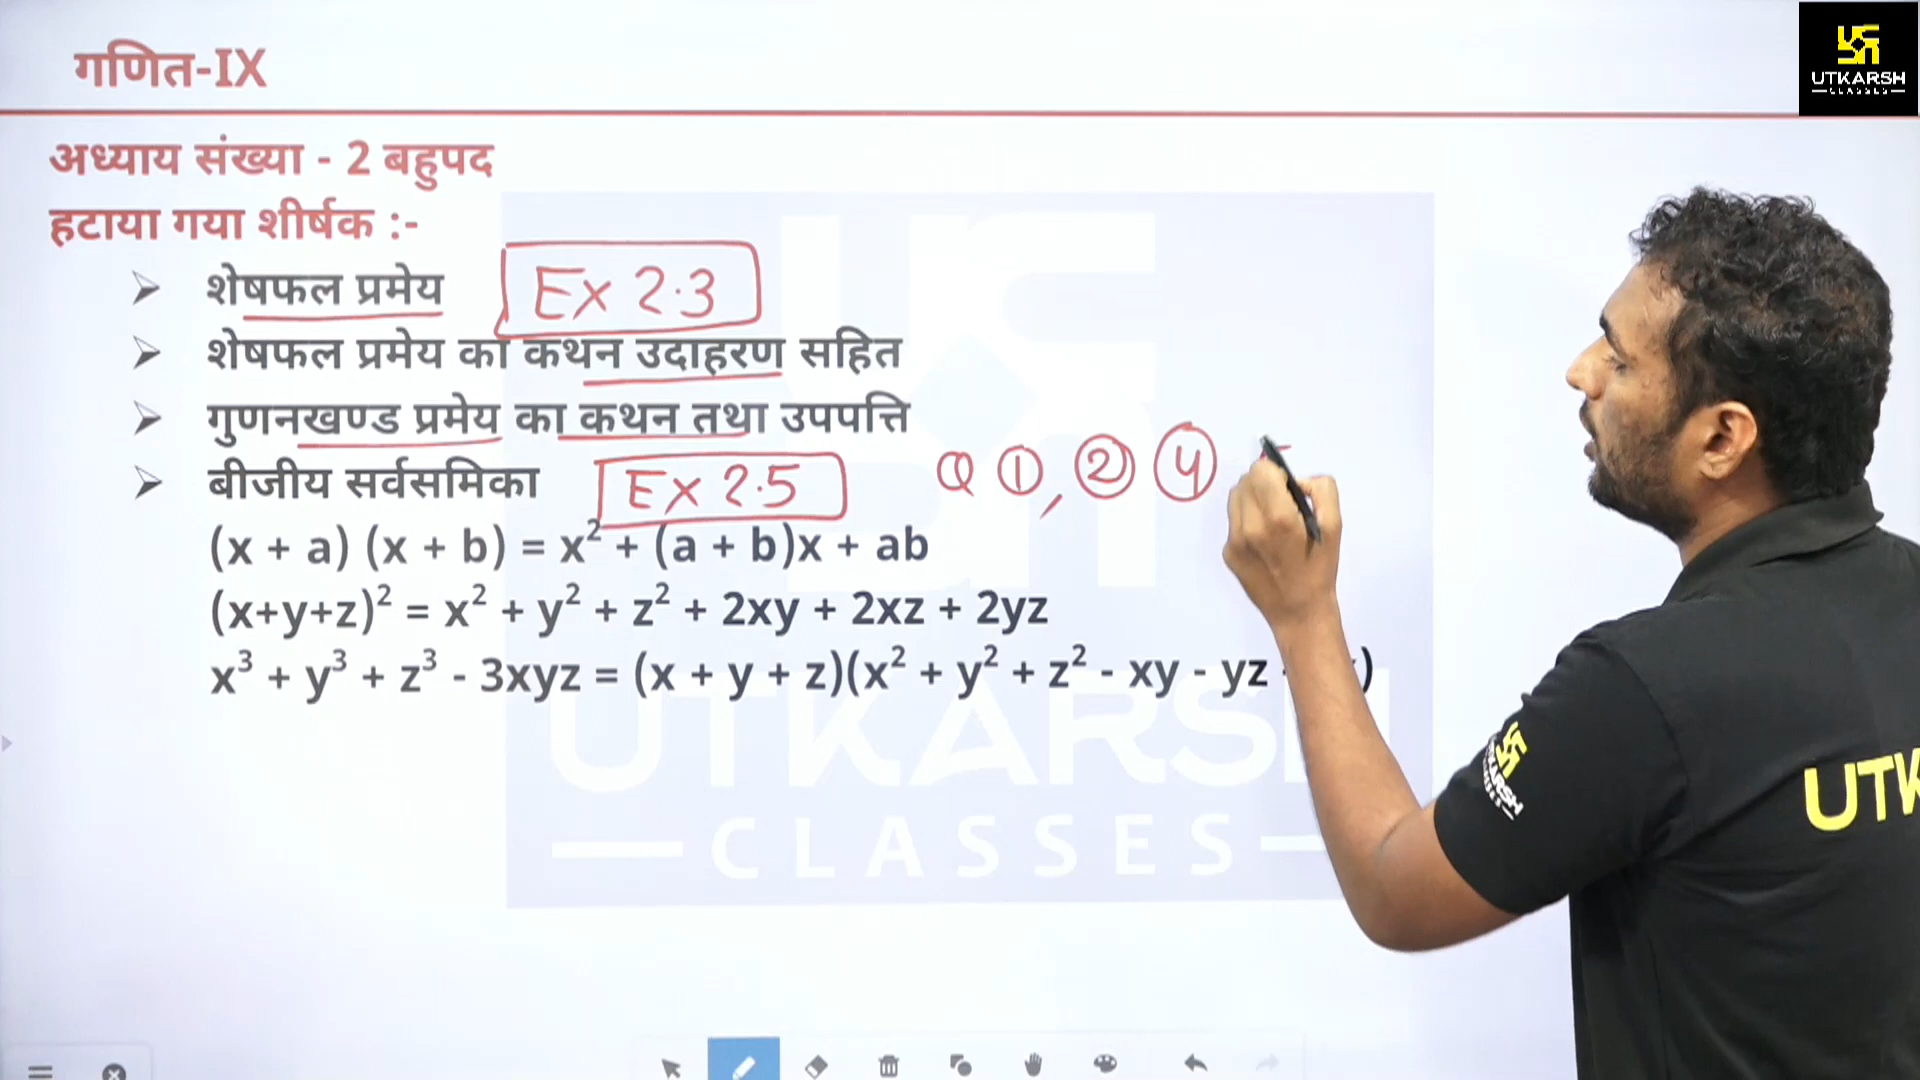 गणित-IX
UTKARSH
CLASSES
अध्याय संख्या - 2 बहुपद
हटाया गया शीर्षक :-
➤ शेषफल प्रमेय Ex 2.3
➤ शेषफल प्रमेय का कथन उदाहरण सहित
➤ गुणनखण्ड प्रमेय का कथन तथा उपपत्ति
➤ बीजीय सर्वसमिका Ex 2.5 Q 1, 2 4
(x + a) (x + b) = x² + (a + b)x + ab
(x+y+z)² = x² + y² + z² + 2xy + 2xz + 2yz
x³ + y³ + z³ - 3xyz = (x + y + z)(x² + y² + z² - xy - yz )
UTKARSH
CLASSES
UTK